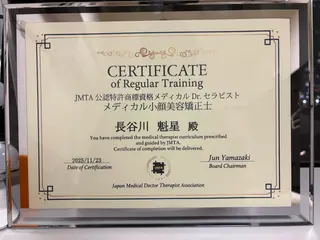 CERTIFICATE
of Regular Training
JMTA 公認特許商標資格メディカル Dr. セラピスト
メディカル小顔美容矯正士
長谷川 魁星 殿
You have completed the medical therapist curriculum prescribed
and guided by JMTA.
Certificate of completion will be delivered.
2023/11/23
Date of Certification
Jun Yamazaki
Board Chairman
Japan Medical Doctor Therapist Association